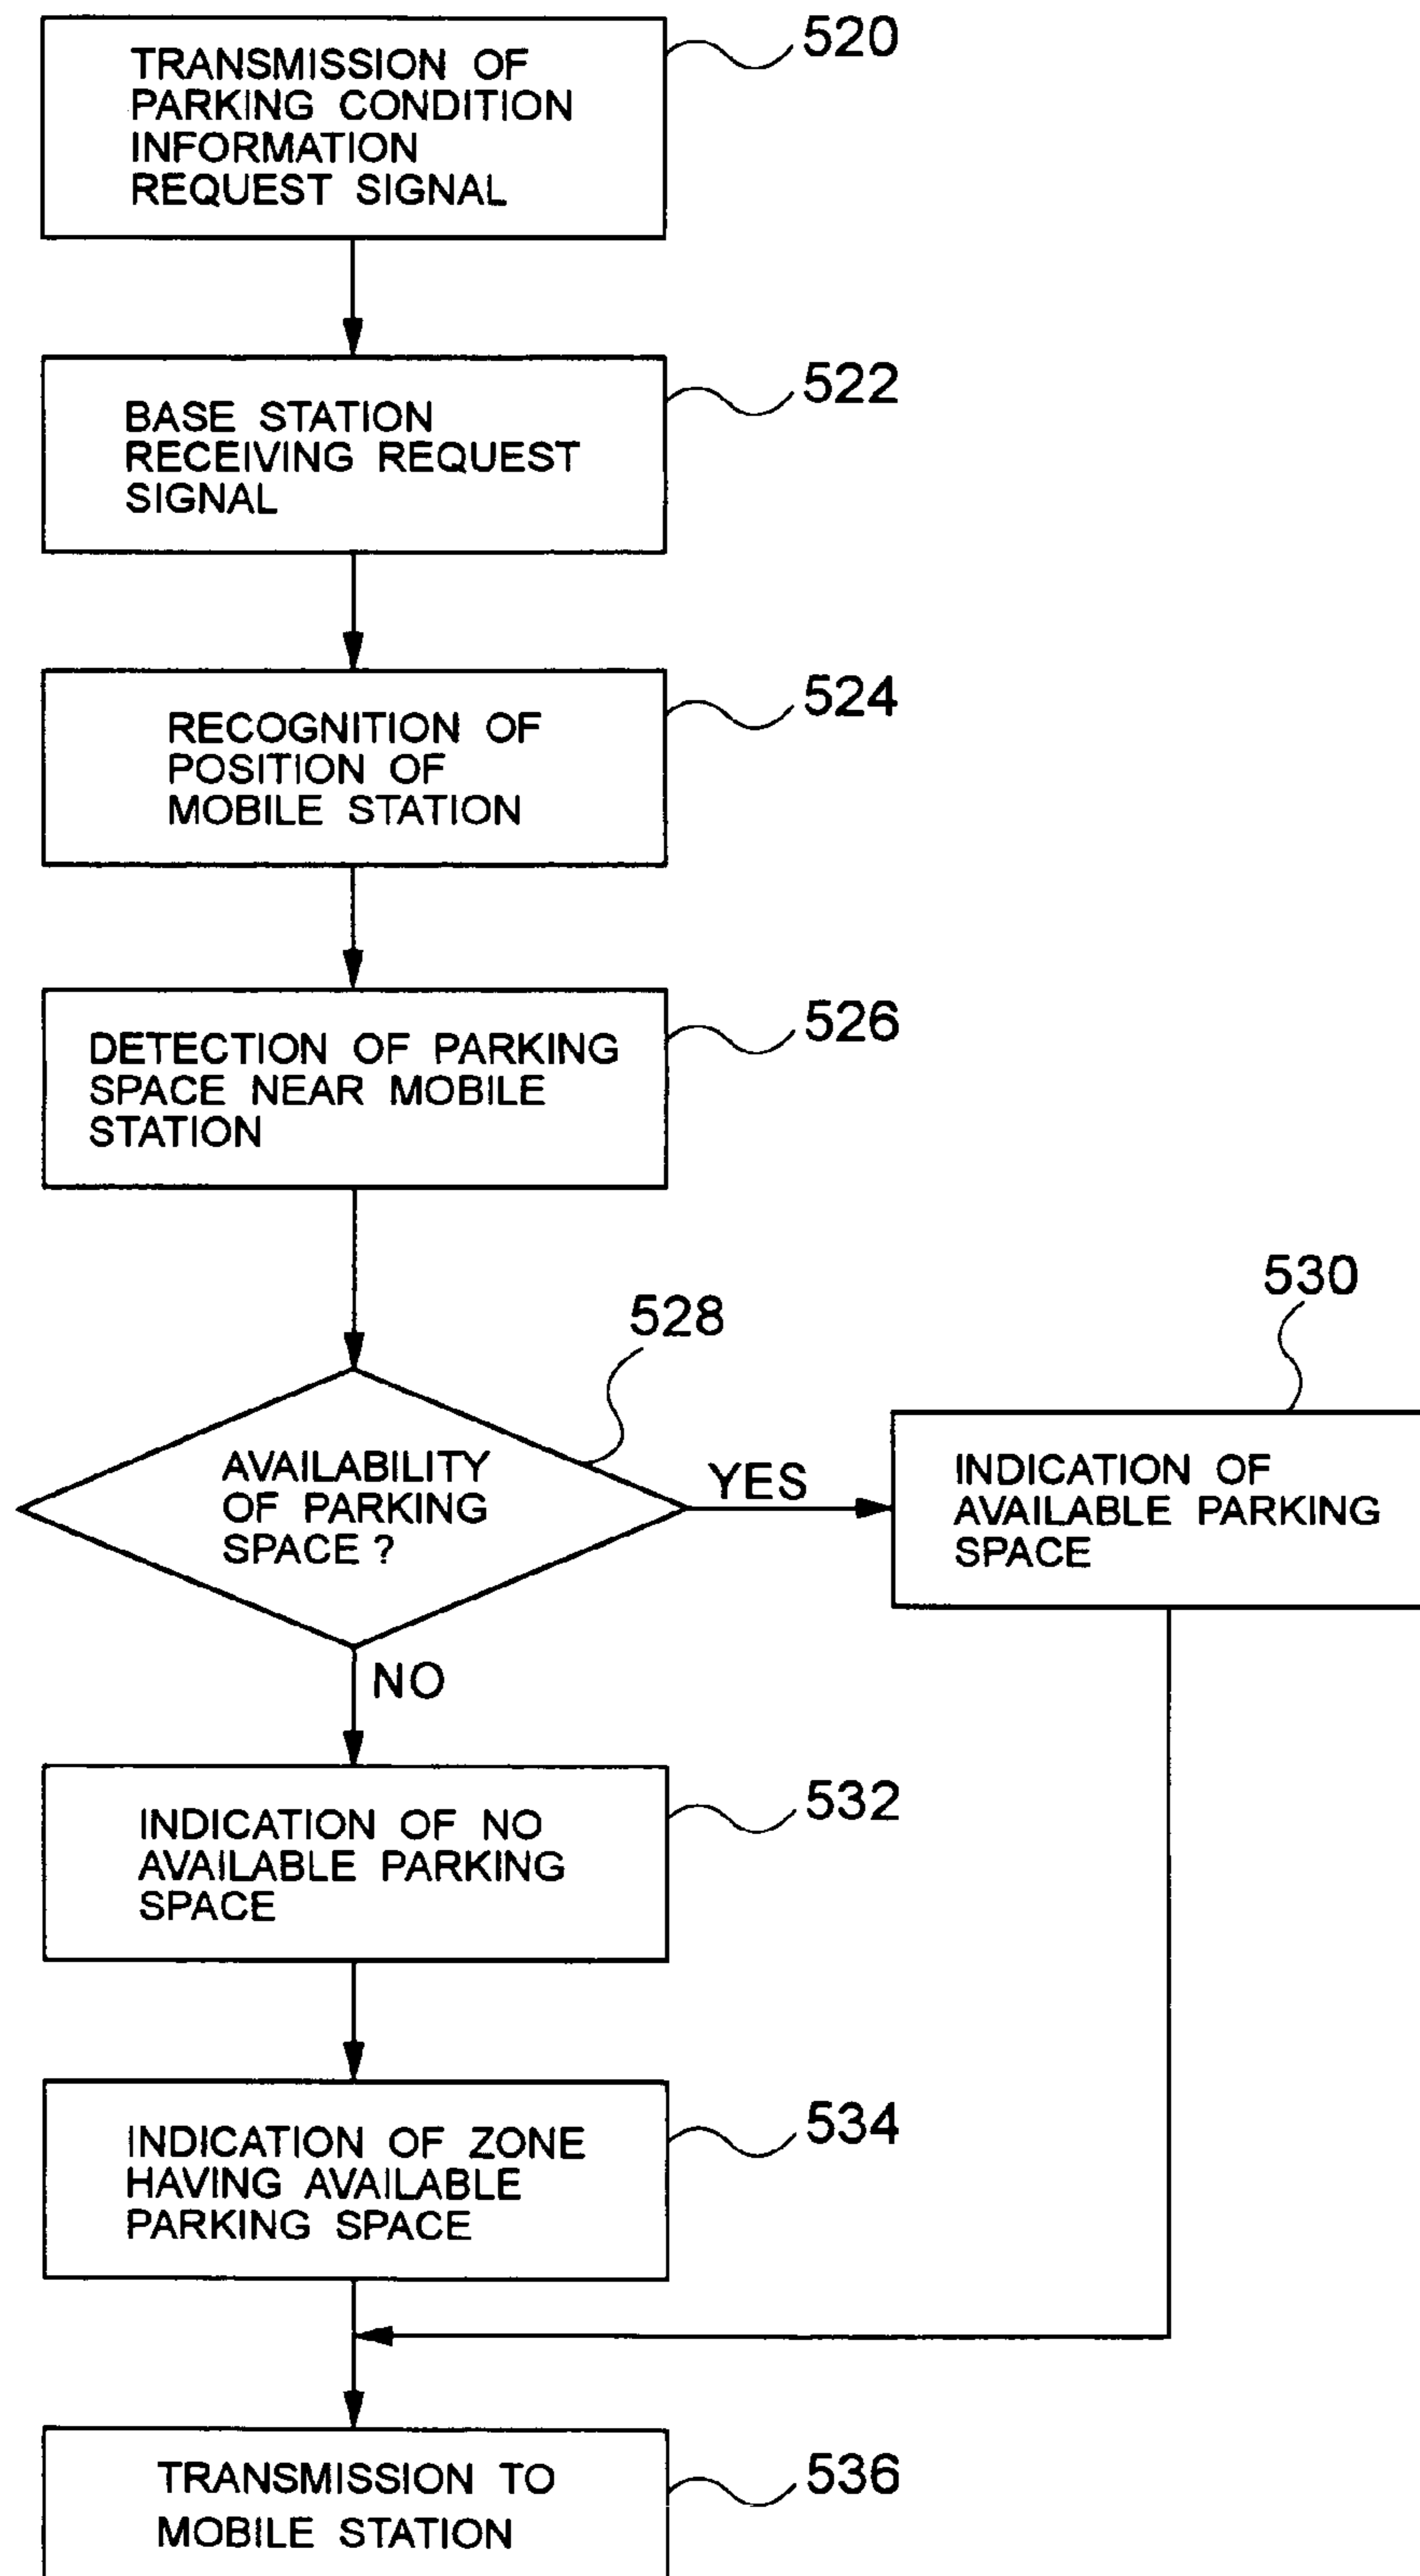 TRANSMISSION OF
PARKING CONDITION
INFORMATION
REQUEST SIGNAL
520
BASE STATION
RECEIVING REQUEST
SIGNAL
522
RECOGNITION OF
POSITION OF
MOBILE STATION
524
DETECTION OF PARKING
SPACE NEAR MOBILE
STATION
526
528
AVAILABILITY
OF PARKING
SPACE ?
YES
530
INDICATION OF
AVAILABLE PARKING
SPACE
NO
INDICATION OF NO
AVAILABLE PARKING
SPACE
532
INDICATION OF ZONE
HAVING AVAILABLE
PARKING SPACE
534
TRANSMISSION TO
MOBILE STATION
536